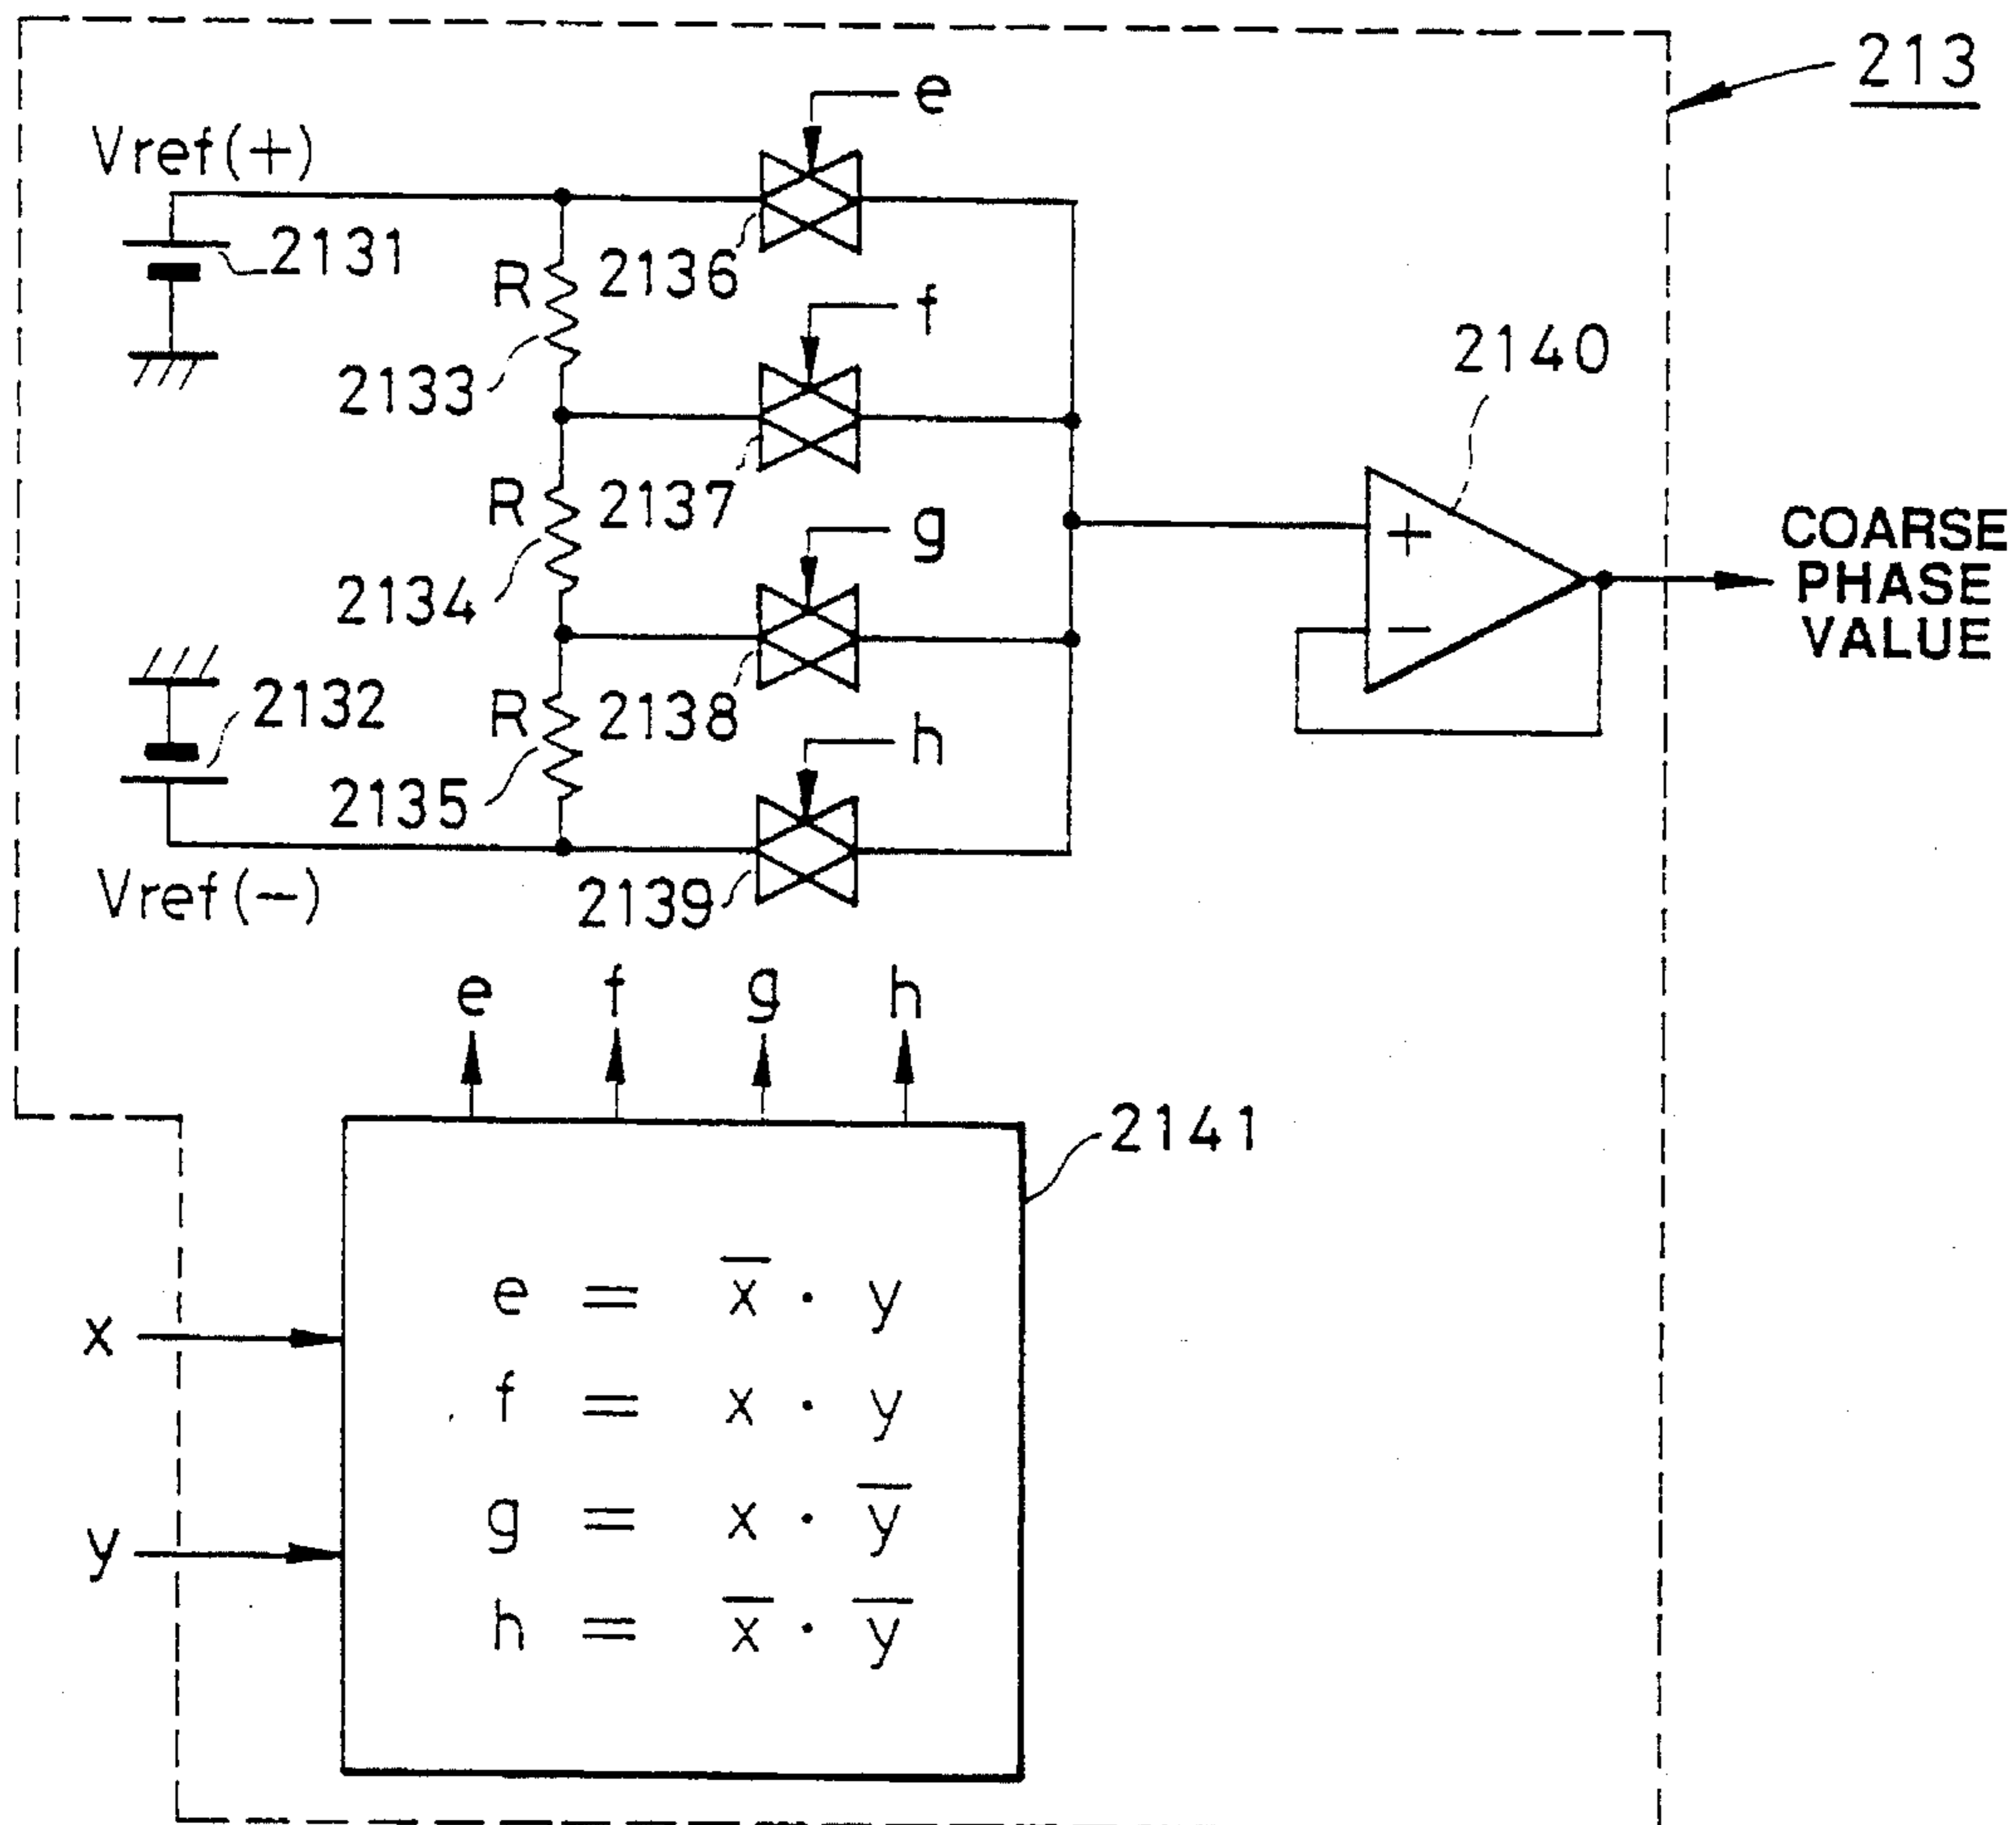 213
e
Vref(+)
2131
R
2136
f
2133
2140
R
2137
g
COARSE
PHASE
VALUE
2134
2132
R
2138
h
2135
Vref(−)
2139
e f g h
2141
e = x̅ · y
x
f = x · y
g = x · y̅
y
h = x̅ · y̅
+
−